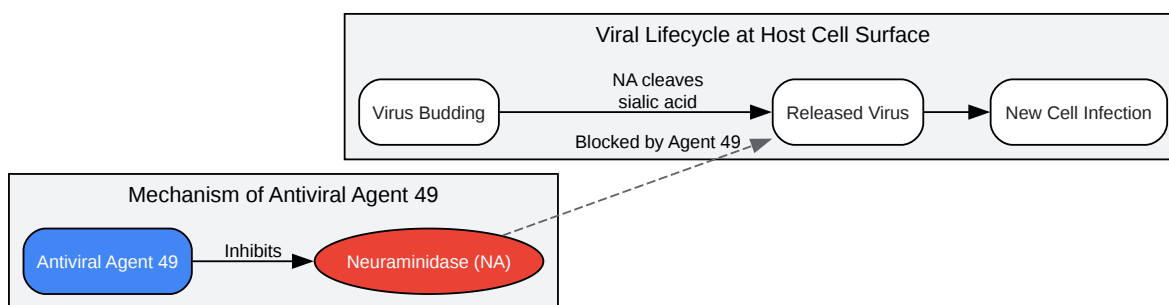 Viral Lifecycle at Host Cell Surface
Virus Budding
NA cleaves
sialic acid
Released Virus
New Cell Infection
Blocked by Agent 49
Mechanism of Antiviral Agent 49
Antiviral Agent 49
Inhibits
Neuraminidase (NA)